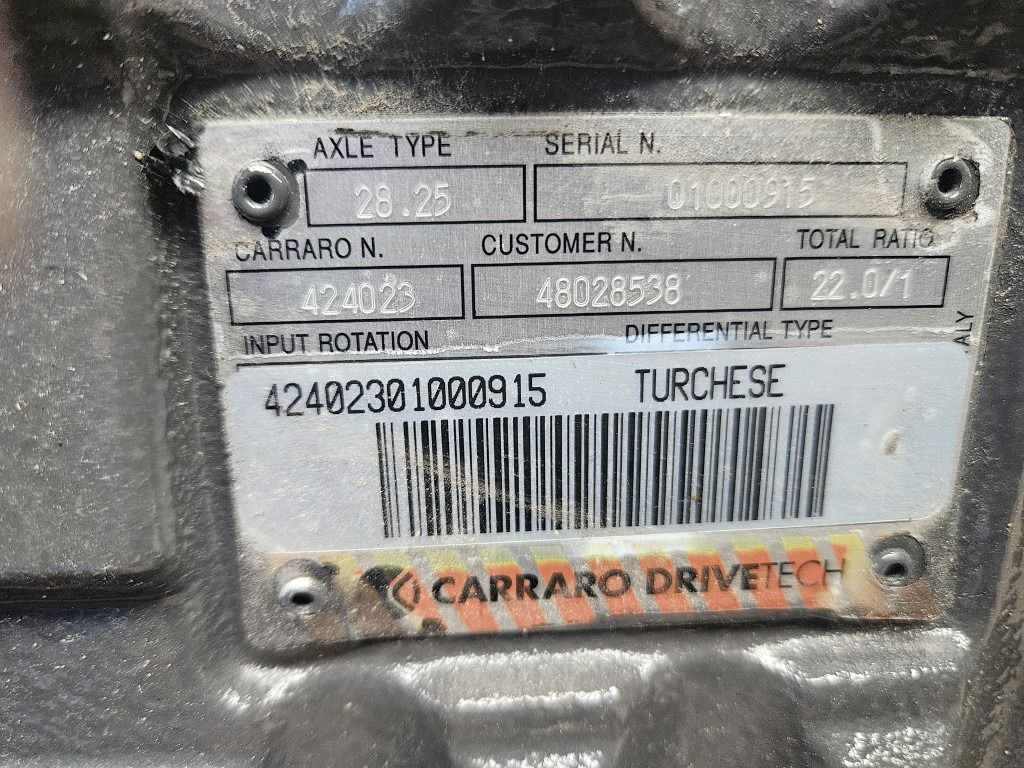 AXLE TYPE SERIAL N.
28.25 01000915
CARRARO N. CUSTOMER N. TOTAL RATIO
424023 48028538 22.0/1
INPUT ROTATION DIFFERENTIAL TYPE
ALY
42402301000915 TURCHESE
CARRARO DRIVETECH